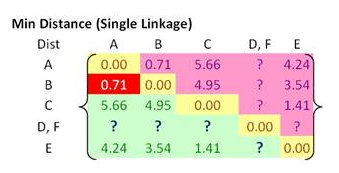 Min Distance (Single Linkage)
Dist A B C D, F E
A 0.00 0.71 5.66 ? 4.24
B 0.71 0.00 4.95 ? 3.54
C 5.66 4.95 0.00 ? 1.41
D, F ? ? ? 0.00 ?
E 4.24 3.54 1.41 ? 0.00